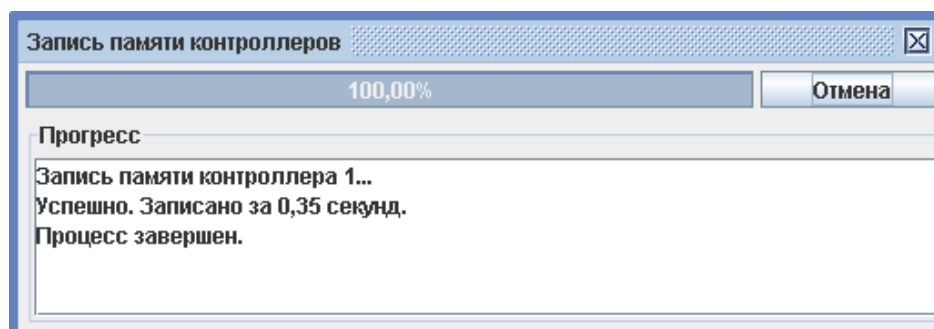 Запись памяти контроллеров
100,00%
Отмена
Прогресс
Запись памяти контроллера 1...
Успешно. Записано за 0,35 секунд.
Процесс завершен.